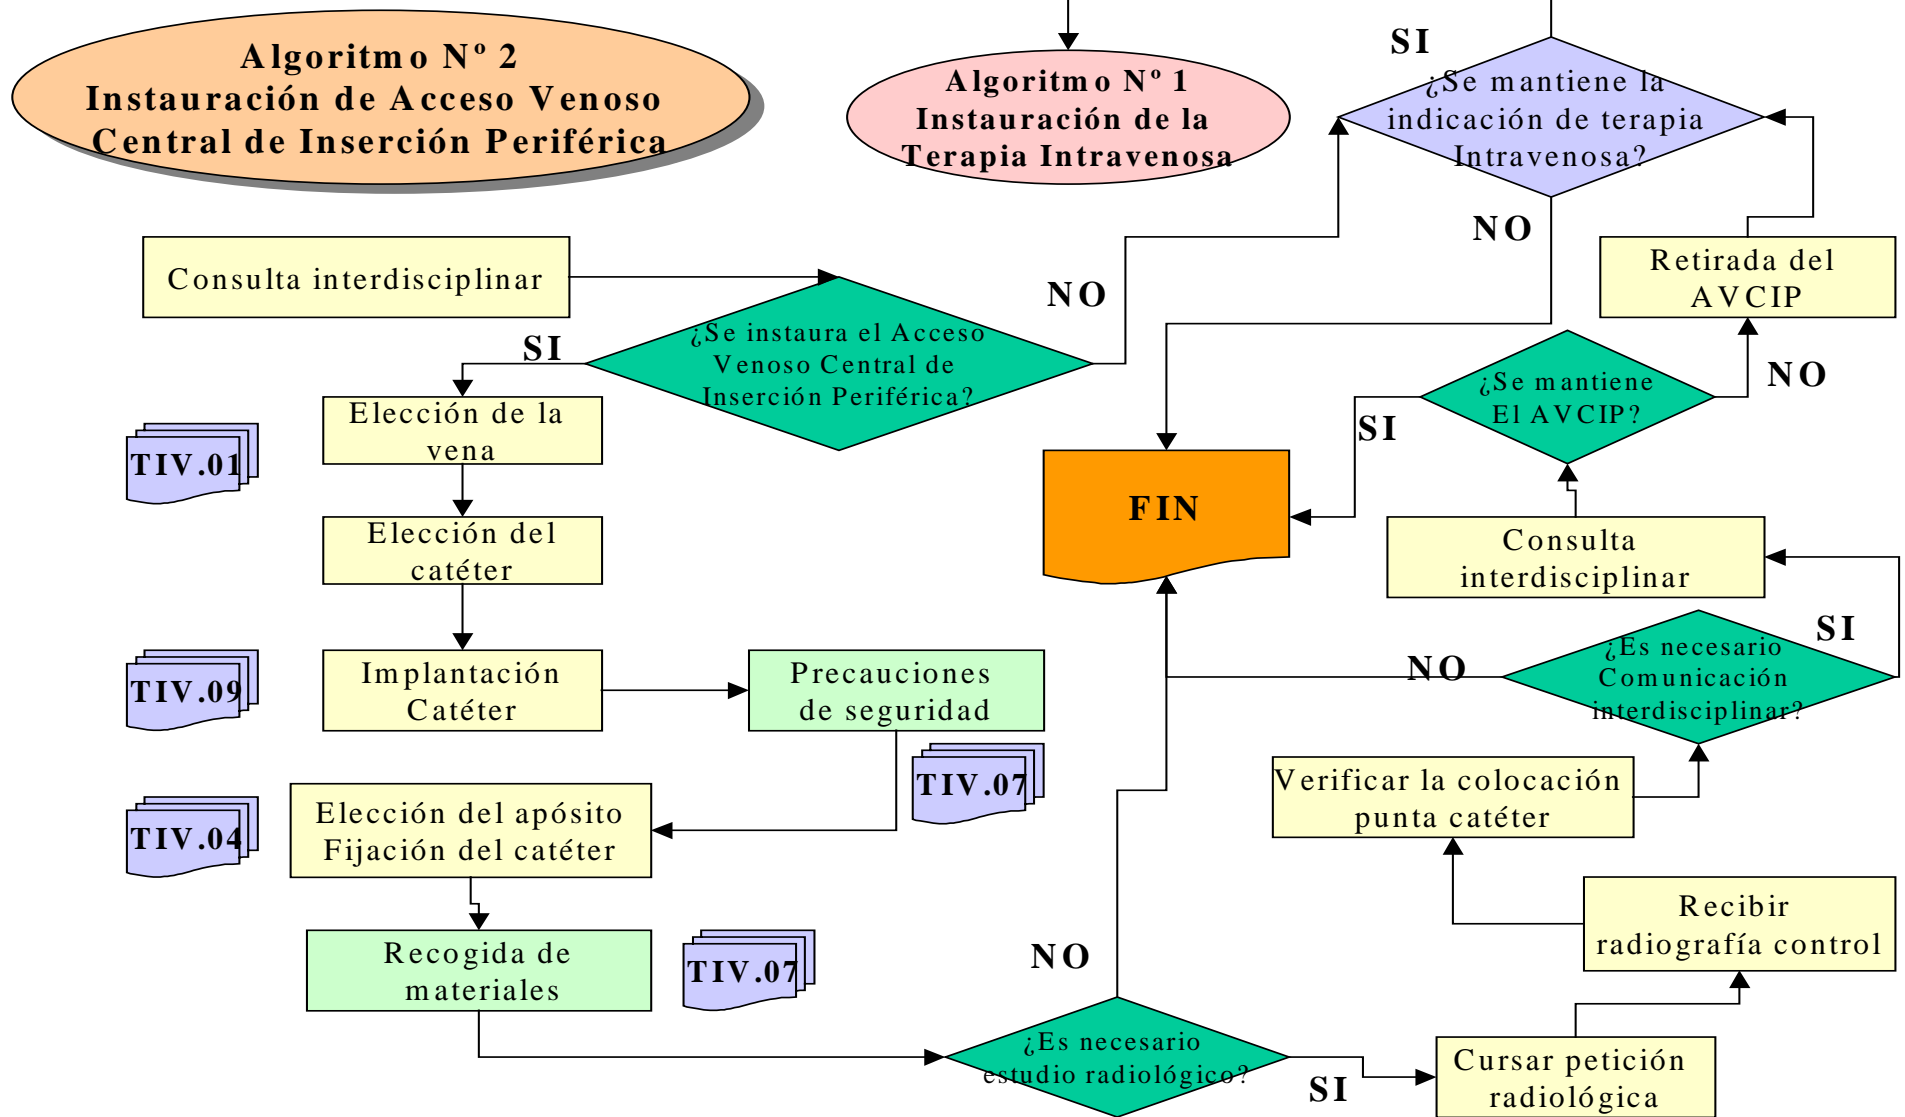 Algoritmo Nº 2
Instauración de Acceso Venoso
Central de Inserción Periférica
Algoritmo Nº 1
Instauración de la
Terapia Intravenosa
SI
¿Se mantiene la
indicación de terapia
Intravenosa?
NO
Consulta interdisciplinar
¿Se instaura el Acceso
Venoso Central de
Inserción Periférica?
NO
SI
Retirada del
AVCIP
¿Se mantiene
El AVCIP?
NO
SI
Elección de la
vena
TIV.01
FIN
Elección del
catéter
Consulta
interdisciplinar
Implantación
Catéter
TIV.09
Precauciones
de seguridad
TIV.07
¿Es necesario
Comunicación
interdisciplinar?
SI
NO
Verificar la colocación
punta catéter
Elección del apósito
Fijación del catéter
TIV.04
Recibir
radiografía control
Recogida de
materiales
TIV.07
NO
¿Es necesario
estudio radiológico?
SI
Cursar petición
radiológica